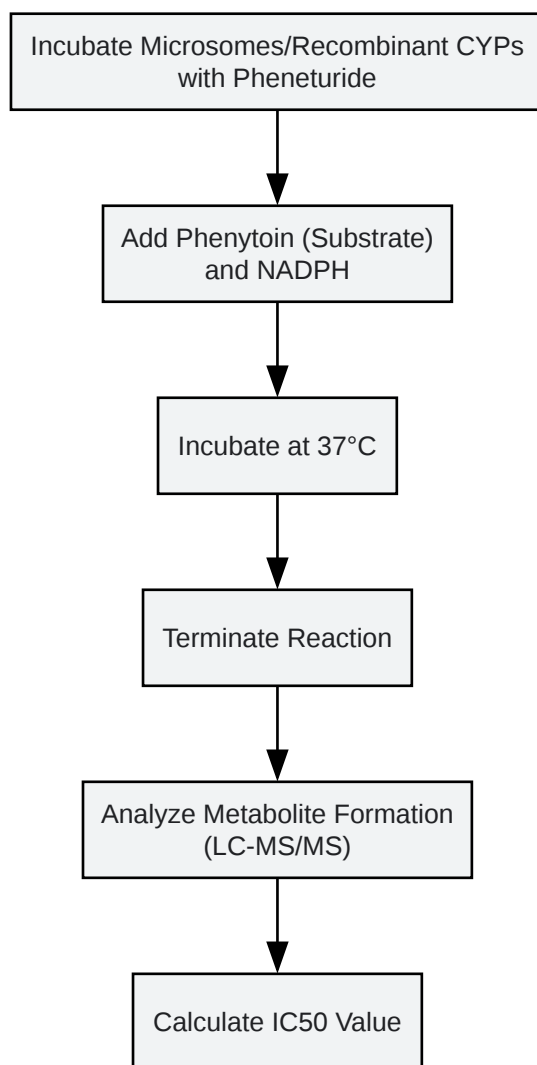 Incubate Microsomes/Recombinant CYPs
with Pheneturide
Add Phenytoin (Substrate)
and NADPH
Incubate at 37°C
Terminate Reaction
Analyze Metabolite Formation
(LC-MS/MS)
Calculate IC50 Value